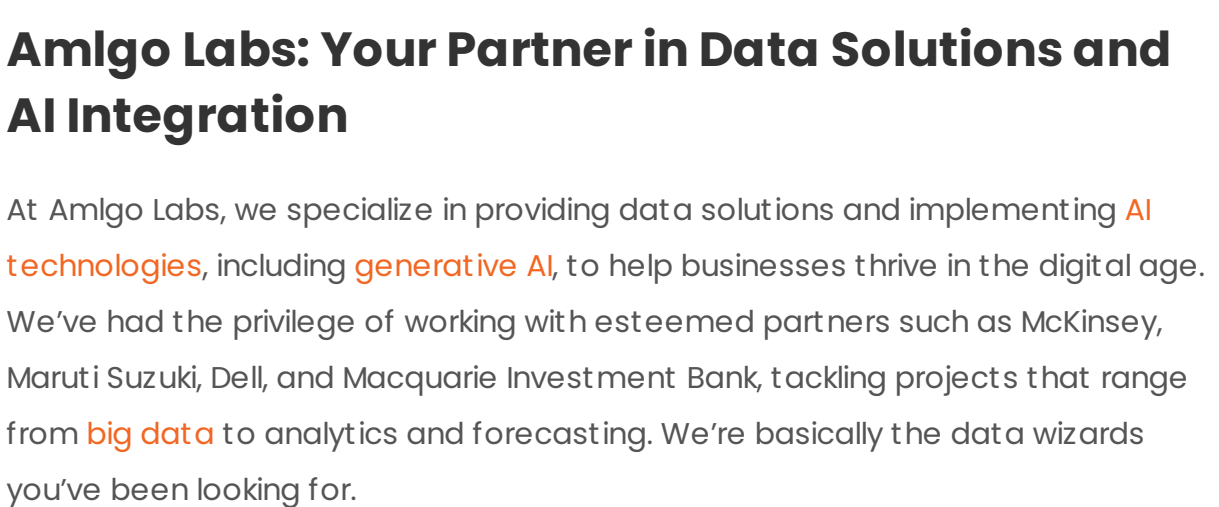 Amlgo Labs: Your Partner in Data Solutions and
AI Integration
At Amlgo Labs, we specialize in providing data solutions and implementing AI
technologies, including generative AI, to help businesses thrive in the digital age.
We’ve had the privilege of working with esteemed partners such as McKinsey,
Maruti Suzuki, Dell, and Macquarie Investment Bank, tackling projects that range
from big data to analytics and forecasting. We’re basically the data wizards
you’ve been looking for.